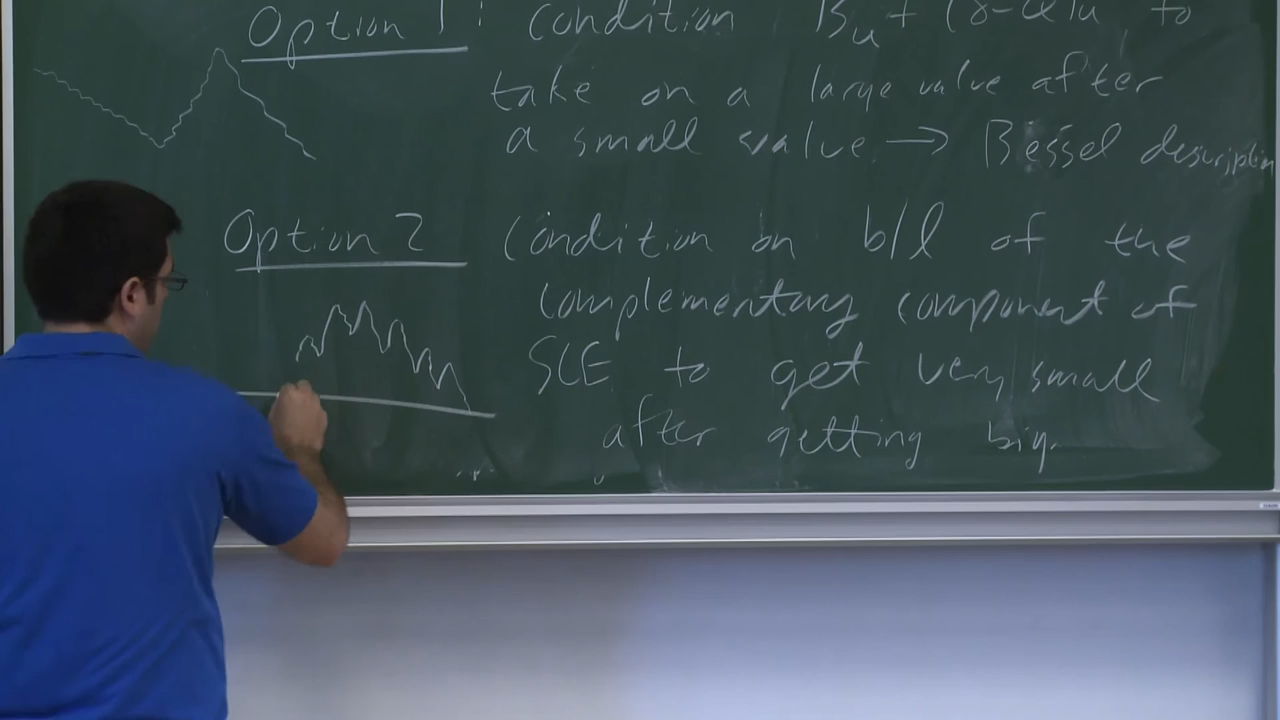 Option 1: condition B_u + (γ-Q)u to
take on a large value after
a small value → Bessel description
Option 2 Condition on b/l of the
complementary component of
SLE to get very small
after getting big.